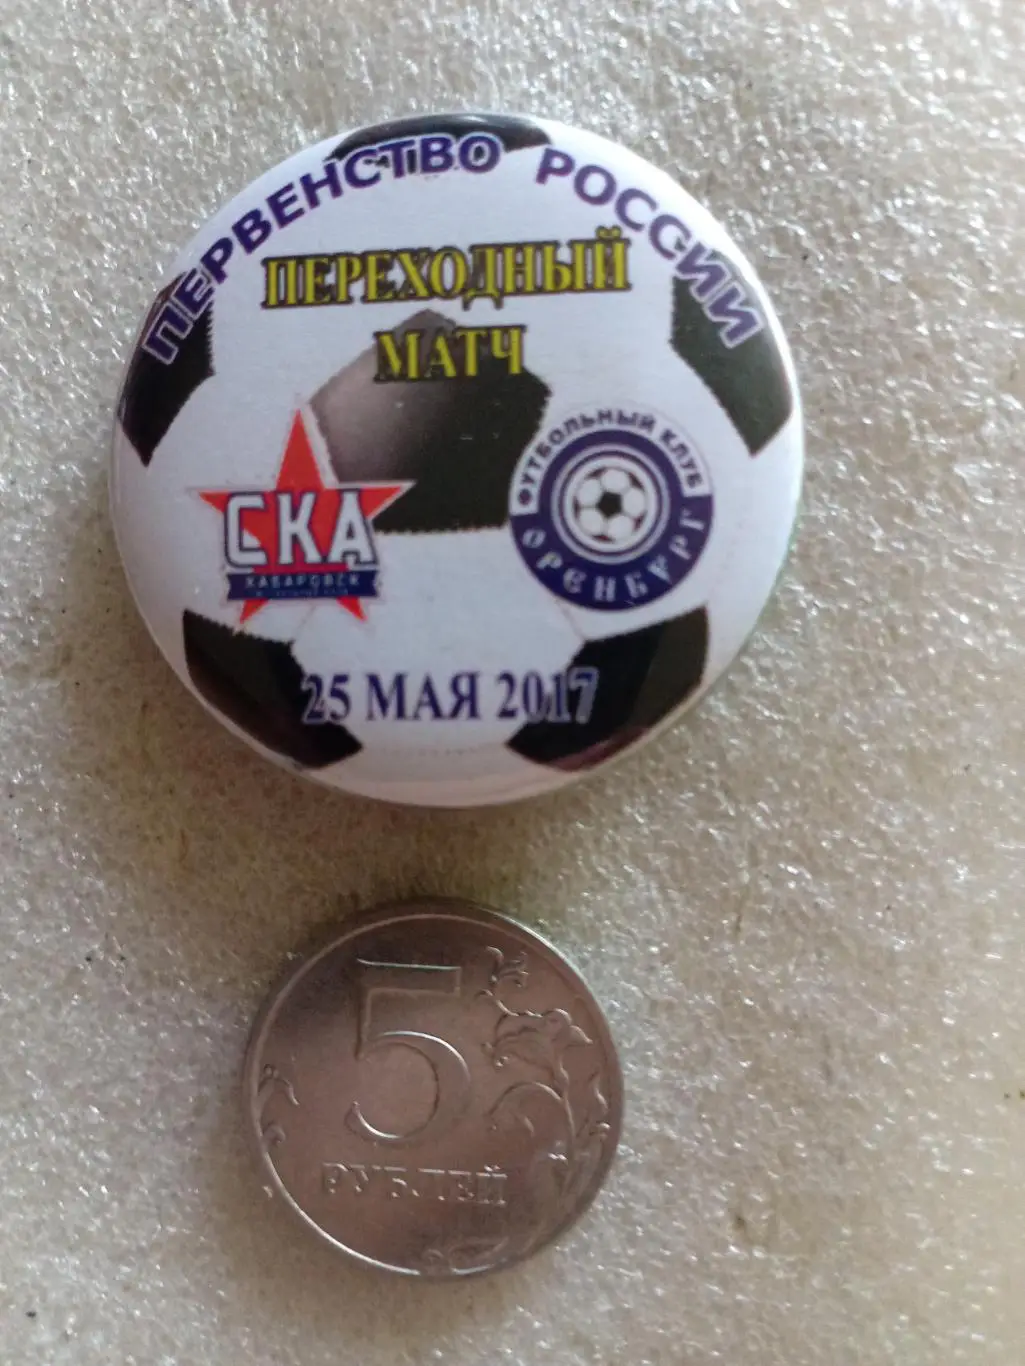 ПЕРВЕНСТВО РОССИИ
ПЕРЕХОДНЫЙ
МАТЧ
СКА
ХАБАРОВСК
ФУТБОЛЬНЫЙ КЛУБ
ОРЕНБУРГ
25 МАЯ 2017
5
РУБЛЕЙ